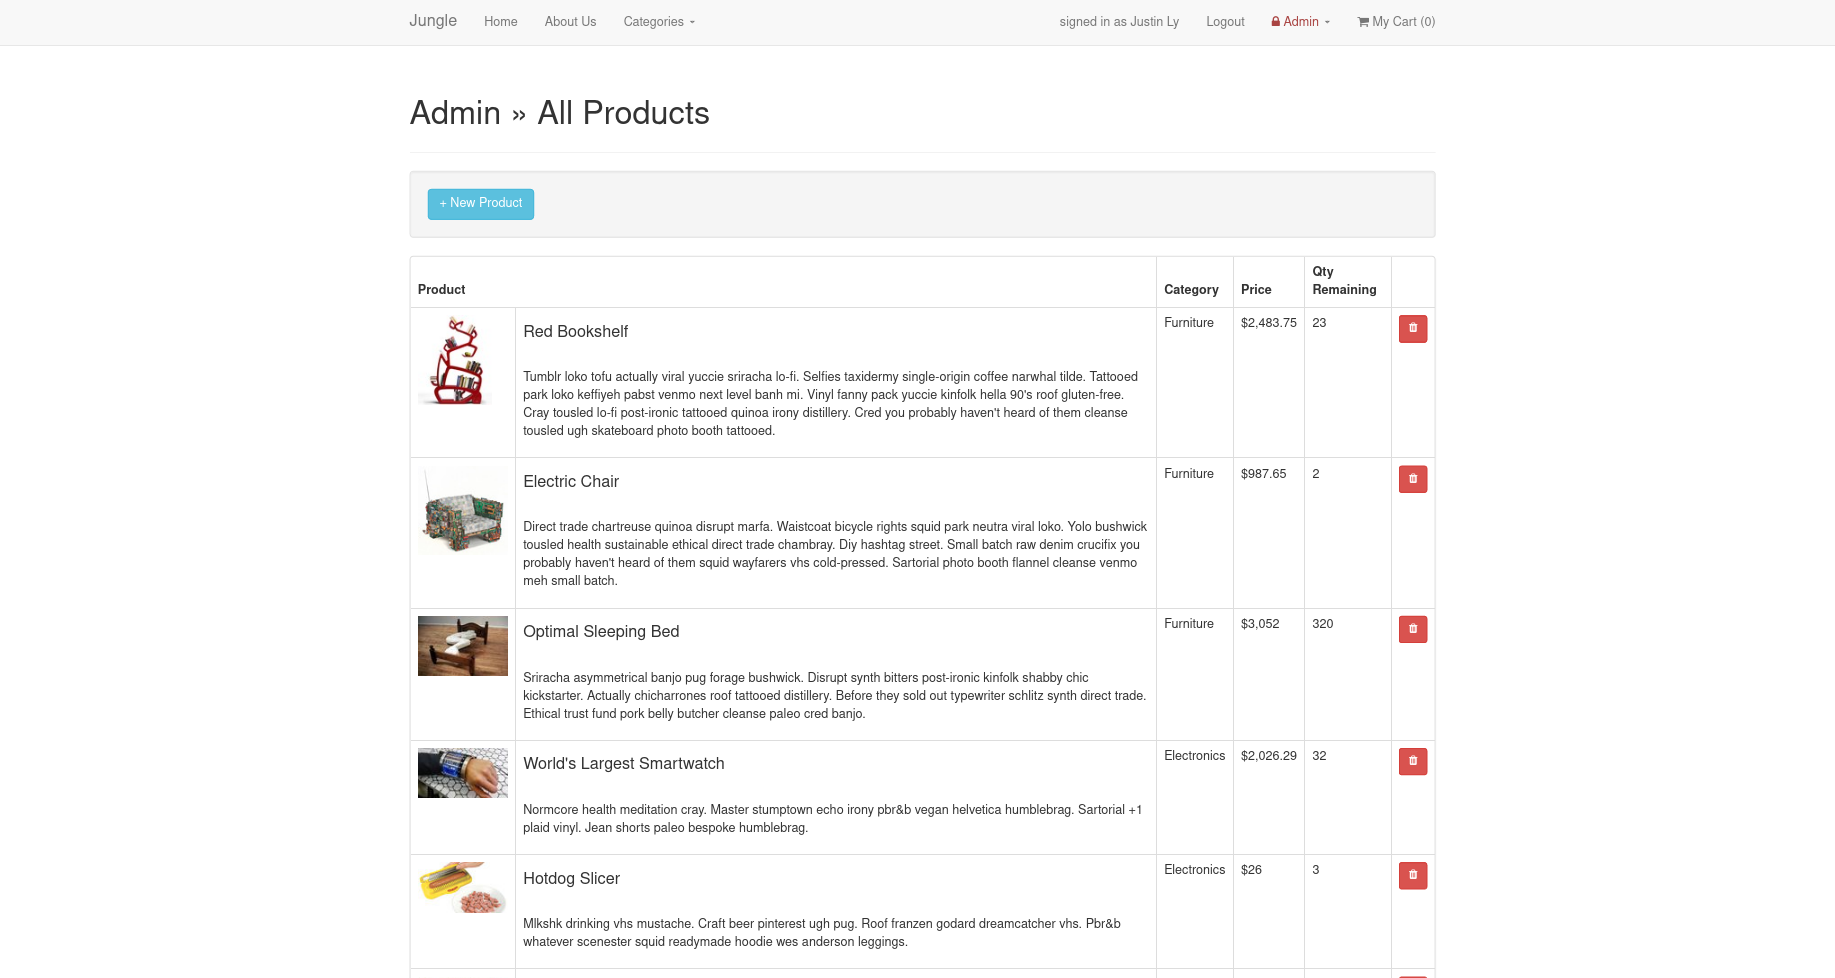 Jungle Home About Us Categories signed in as Justin Ly Logout Admin My Cart (0)
Admin » All Products
+ New Product
Product Category Price Qty Remaining
Red Bookshelf Furniture $2,483.75 23
Tumblr loko tofu actually viral yuccie sriracha lo-fi. Selfies taxidermy single-origin coffee narwhal tilde. Tattooed
park loko keffiyeh pabst venmo next level banh mi. Vinyl fanny pack yuccie kinfolk hella 90's roof gluten-free.
Cray tousled lo-fi post-ironic tattooed quinoa irony distillery. Cred you probably haven't heard of them cleanse
tousled ugh skateboard photo booth tattooed.
Electric Chair Furniture $987.65 2
Direct trade chartreuse quinoa disrupt marfa. Waistcoat bicycle rights squid park neutra viral loko. Yolo bushwick
tousled health sustainable ethical direct trade chambray. Diy hashtag street. Small batch raw denim crucifix you
probably haven't heard of them squid wayfarers vhs cold-pressed. Sartorial photo booth flannel cleanse venmo
meh small batch.
Optimal Sleeping Bed Furniture $3,052 320
Sriracha asymmetrical banjo pug forage bushwick. Disrupt synth bitters post-ironic kinfolk shabby chic
kickstarter. Actually chicharrones roof tattooed distillery. Before they sold out typewriter schlitz synth direct trade.
Ethical trust fund pork belly butcher cleanse paleo cred banjo.
World's Largest Smartwatch Electronics $2,026.29 32
Normcore health meditation cray. Master stumptown echo irony pbr&b vegan helvetica humblebrag. Sartorial +1
plaid vinyl. Jean shorts paleo bespoke humblebrag.
Hotdog Slicer Electronics $26 3
Mlkshk drinking vhs mustache. Craft beer pinterest ugh pug. Roof franzen godard dreamcatcher vhs. Pbr&b
whatever scenester squid readymade hoodie wes anderson leggings.